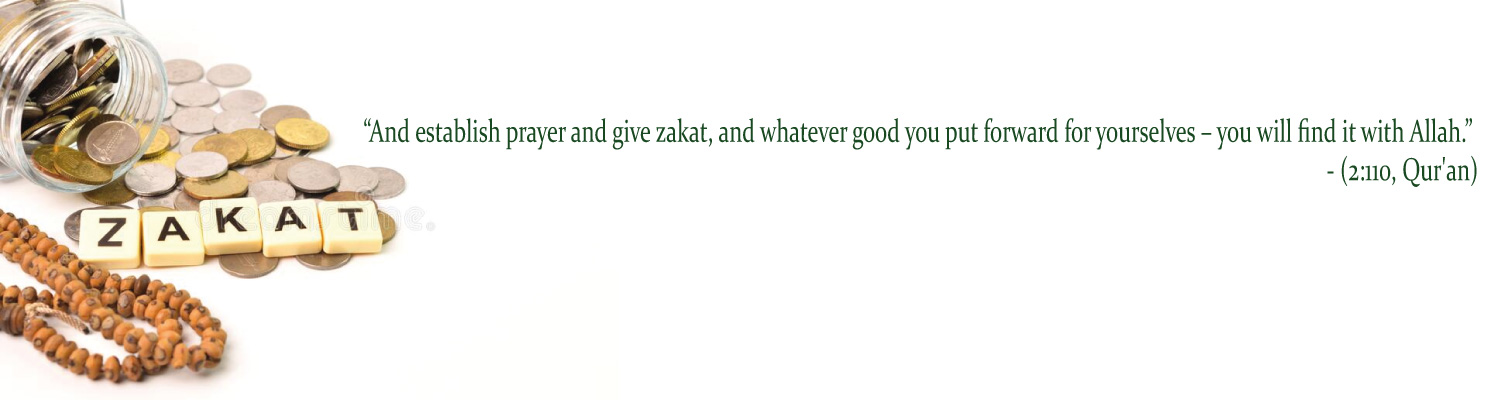 “And establish prayer and give zakat, and whatever good you put forward for yourselves – you will find it with Allah.”
- (2:110, Qur'an)
ZAKAT